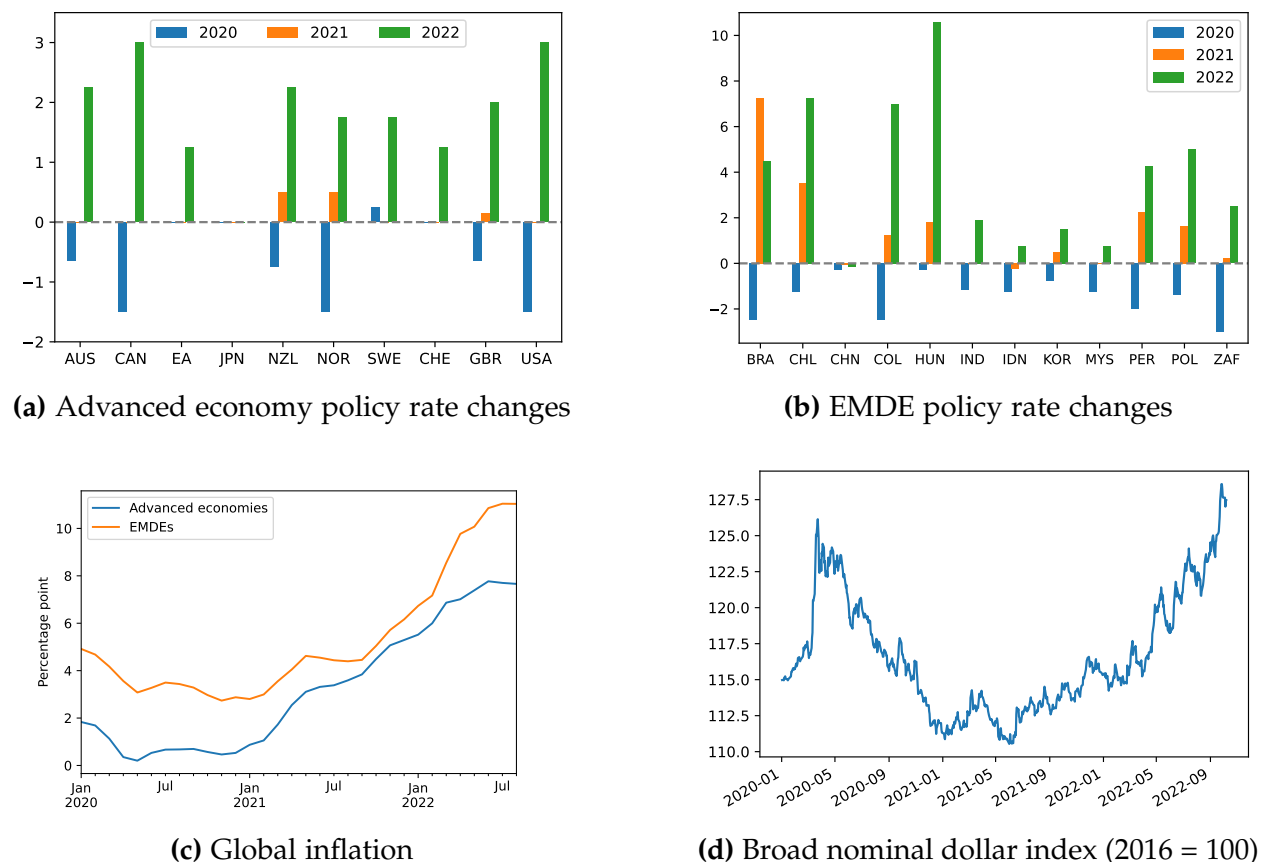 2020 2021 2022
3
2
1
0
−1
−2
AUS CAN EA JPN NZL NOR SWE CHE GBR USA
(a) Advanced economy policy rate changes
2020
2021
2022
10
8
6
4
2
0
−2
BRA CHL CHN COL HUN IND IDN KOR MYS PER POL ZAF
(b) EMDE policy rate changes
Advanced economies
EMDEs
Percentage point
10
8
6
4
2
0
Jan Jul Jan Jan Jul
2020 2021 2022
(c) Global inflation
127.5
125.0
122.5
120.0
117.5
115.0
112.5
110.0
2020-01 2020-05 2020-09 2021-01 2021-05 2021-09 2022-01 2022-05 2022-09
(d) Broad nominal dollar index (2016 = 100)